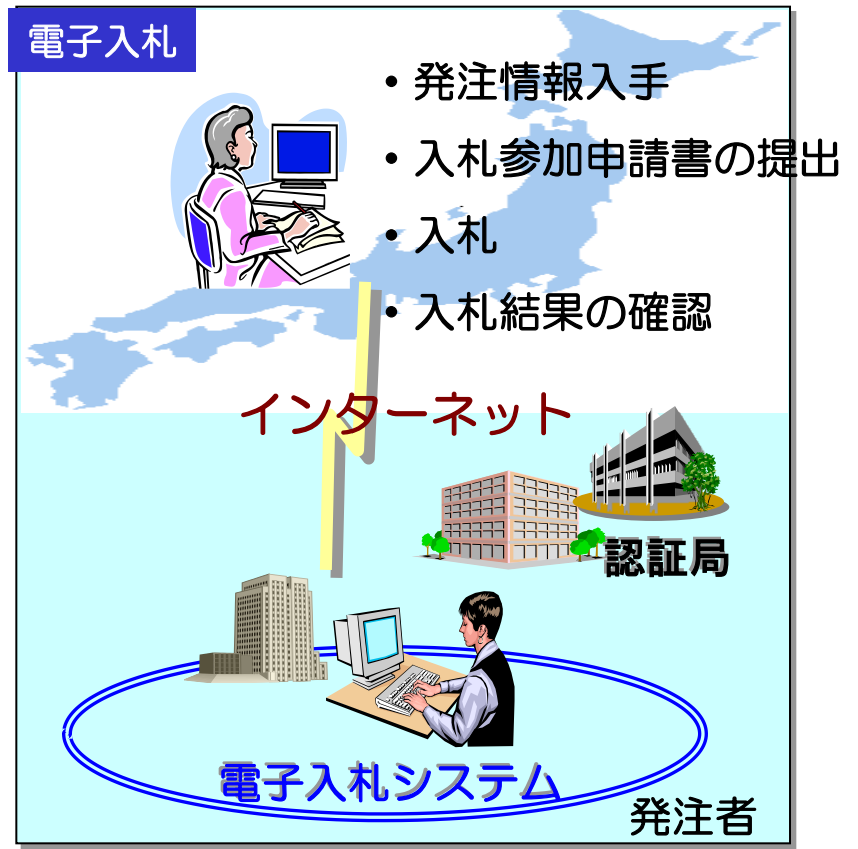 電子入札
• 発注情報入手
• 入札参加申請書の提出
• 入札
• 入札結果の確認
インターネット
認証局
電子入札システム
発注者